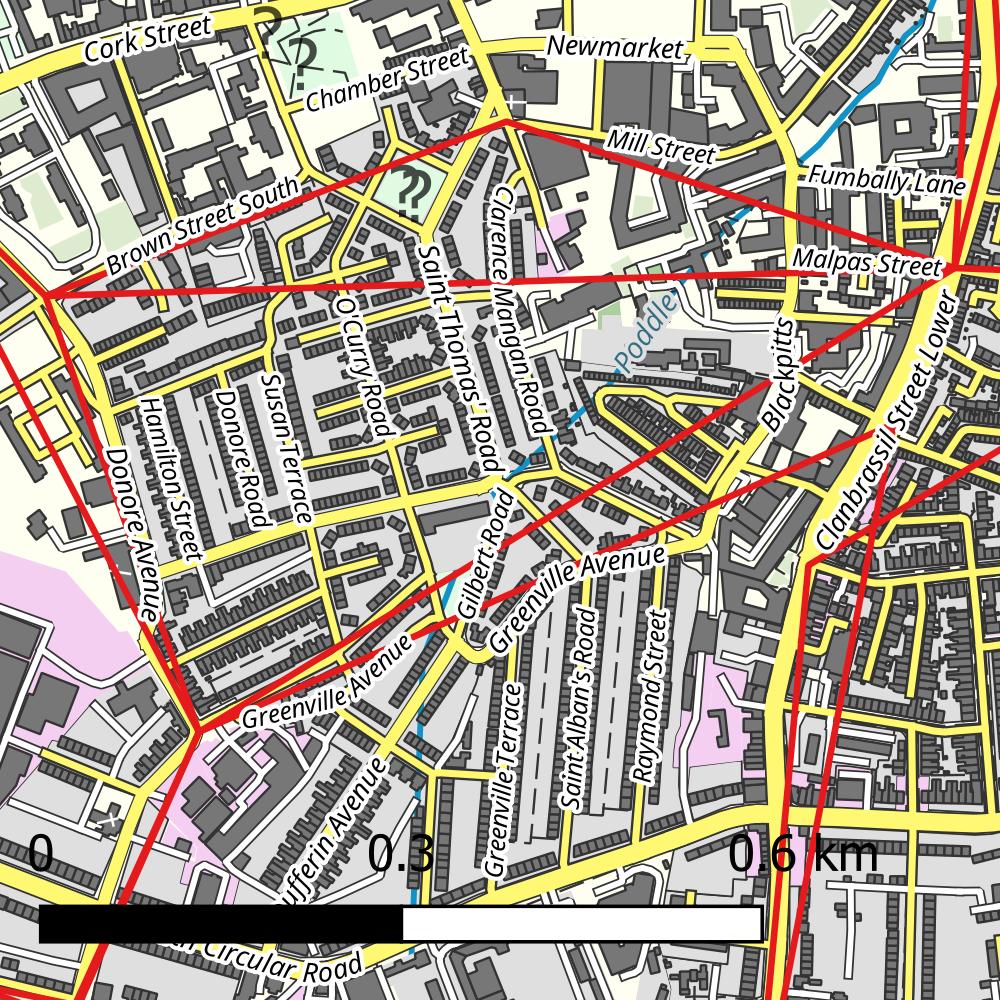 Cork Street
?
?
Newmarket
Chamber Street
Mill Street
Fumbally Lane
??
Brown Street South
Clarence Mangan Road
Malpas Street
Saint Thomas' Road
O'Curry Road
Poddle
Blackpitts
Clanbrassil Street Lower
Susan Terrace
Donore Road
Hamilton Street
Donore Avenue
Gilbert Road
Greenville Avenue
Greenville Avenue
Saint Alban's Road
Raymond Street
Greenville Terrace
ufferin Avenue
0
0.3
0.6 km
Circular Road